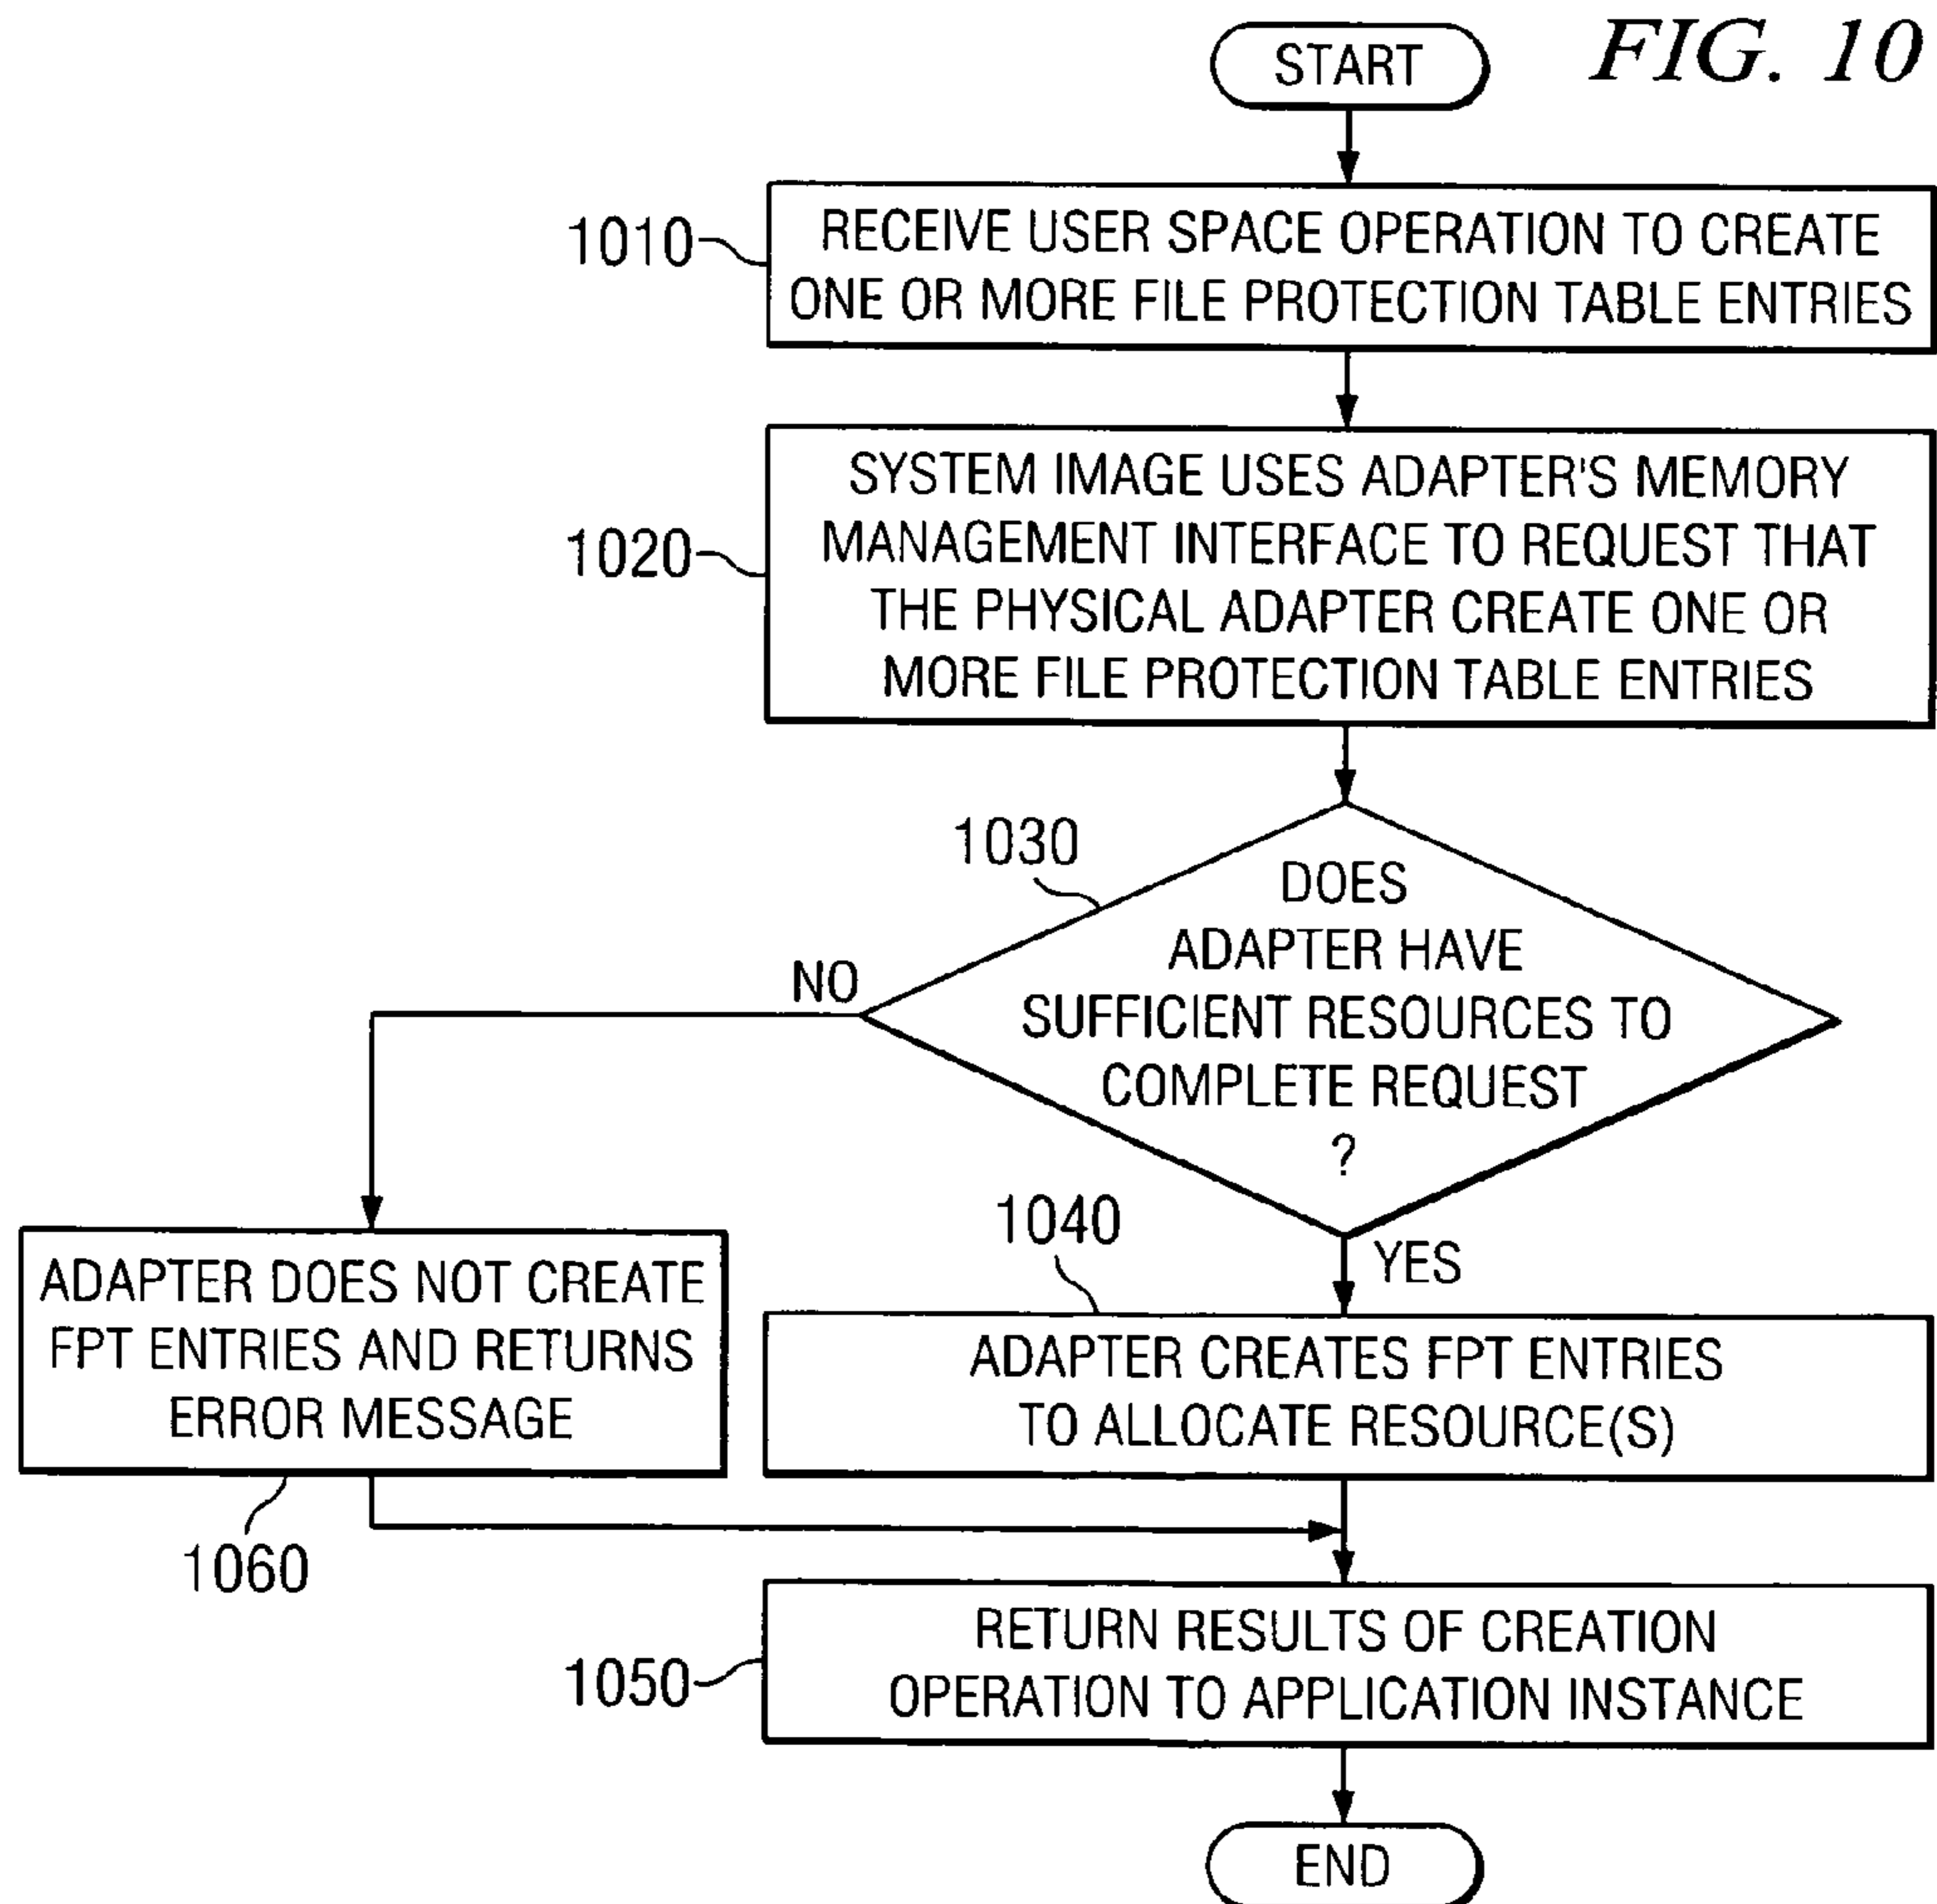 FIG. 10
START
1010
RECEIVE USER SPACE OPERATION TO CREATE
ONE OR MORE FILE PROTECTION TABLE ENTRIES
1020
SYSTEM IMAGE USES ADAPTER'S MEMORY
MANAGEMENT INTERFACE TO REQUEST THAT
THE PHYSICAL ADAPTER CREATE ONE OR
MORE FILE PROTECTION TABLE ENTRIES
1030
DOES
ADAPTER HAVE
SUFFICIENT RESOURCES TO
COMPLETE REQUEST
?
NO
YES
1040
ADAPTER CREATES FPT ENTRIES
TO ALLOCATE RESOURCE(S)
ADAPTER DOES NOT CREATE
FPT ENTRIES AND RETURNS
ERROR MESSAGE
1060
1050
RETURN RESULTS OF CREATION
OPERATION TO APPLICATION INSTANCE
END